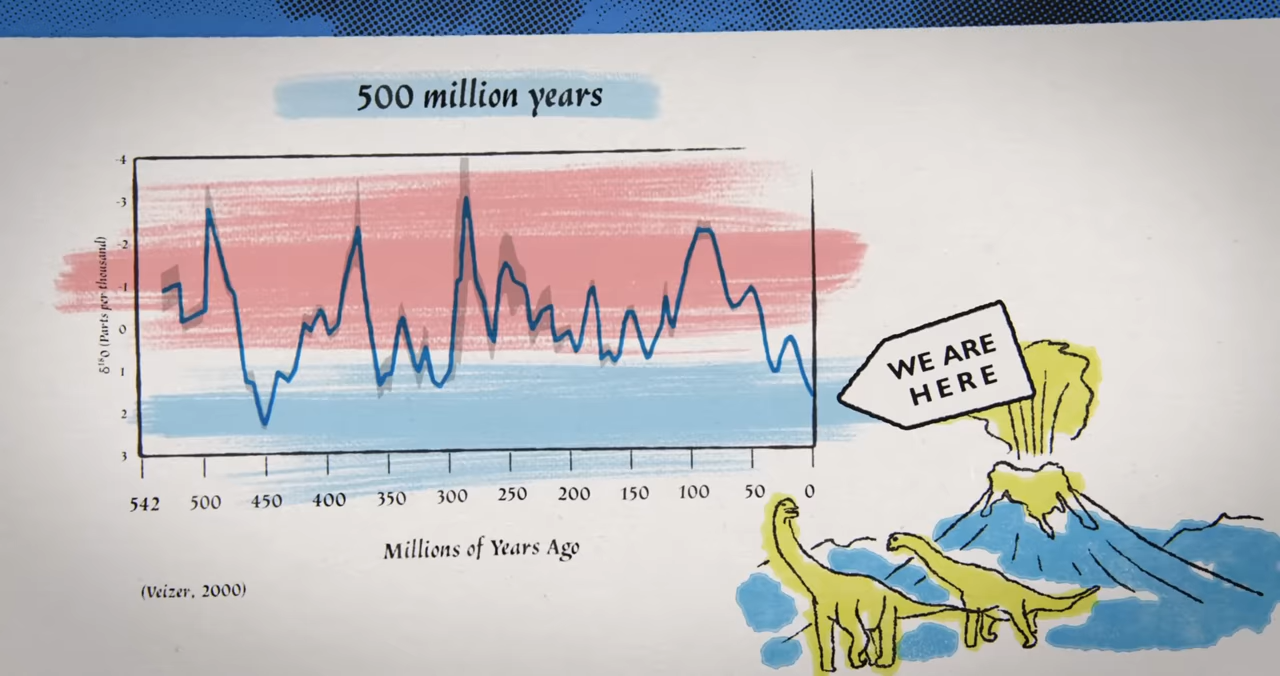 500 million years
-4
-3
-2
-1
0
1
2
3
δ¹⁸O (Parts per thousand)
542 500 450 400 350 300 250 200 150 100 50 0
Millions of Years Ago
(Veizer, 2000)
WE ARE
HERE